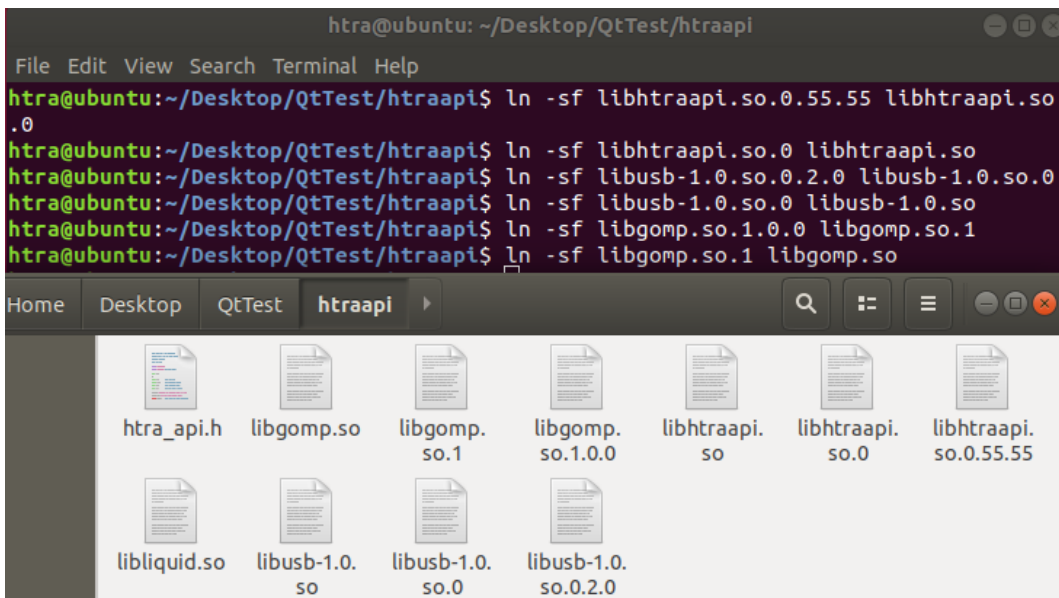 htra@ubuntu: ~/Desktop/QtTest/htraapi
File Edit View Search Terminal Help
htra@ubuntu:~/Desktop/QtTest/htraapi$ ln -sf libhtraapi.so.0.55.55 libhtraapi.so
.0
htra@ubuntu:~/Desktop/QtTest/htraapi$ ln -sf libhtraapi.so.0 libhtraapi.so
htra@ubuntu:~/Desktop/QtTest/htraapi$ ln -sf libusb-1.0.so.0.2.0 libusb-1.0.so.0
htra@ubuntu:~/Desktop/QtTest/htraapi$ ln -sf libusb-1.0.so.0 libusb-1.0.so
htra@ubuntu:~/Desktop/QtTest/htraapi$ ln -sf libgomp.so.1.0.0 libgomp.so.1
htra@ubuntu:~/Desktop/QtTest/htraapi$ ln -sf libgomp.so.1 libgomp.so
Home Desktop QtTest htraapi
htra_api.h libgomp.so libgomp. libgomp. libhtraapi. libhtraapi. libhtraapi.
so.1 so.1.0.0 so so.0 so.0.55.55
libliquid.so libusb-1.0. libusb-1.0. libusb-1.0.
so so.0 so.0.2.0